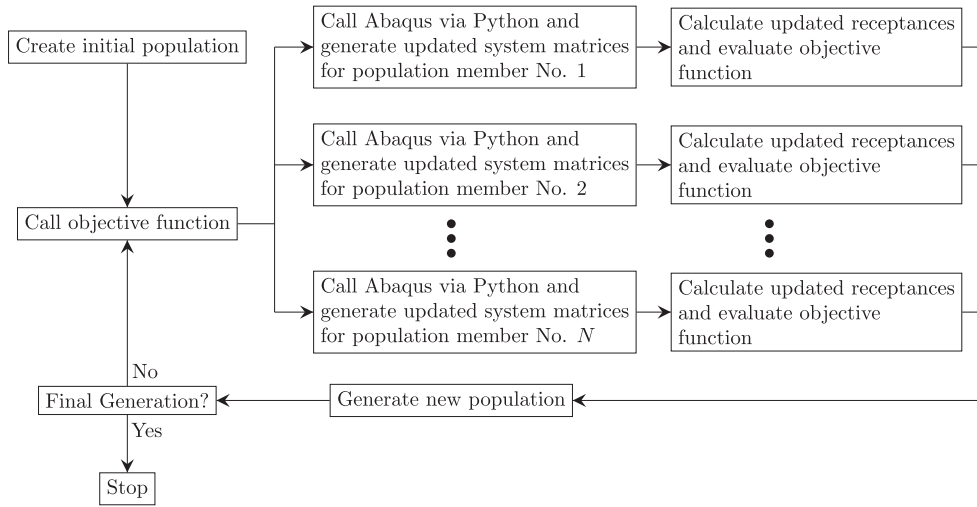 Create initial population
Call Abaqus via Python and
generate updated system matrices
for population member No. 1
Calculate updated receptances
and evaluate objective
function
Call Abaqus via Python and
generate updated system matrices
for population member No. 2
Calculate updated receptances
and evaluate objective
function
Call objective function
Call Abaqus via Python and
generate updated system matrices
for population member No. N
Calculate updated receptances
and evaluate objective
function
No
Final Generation?
Generate new population
Yes
Stop